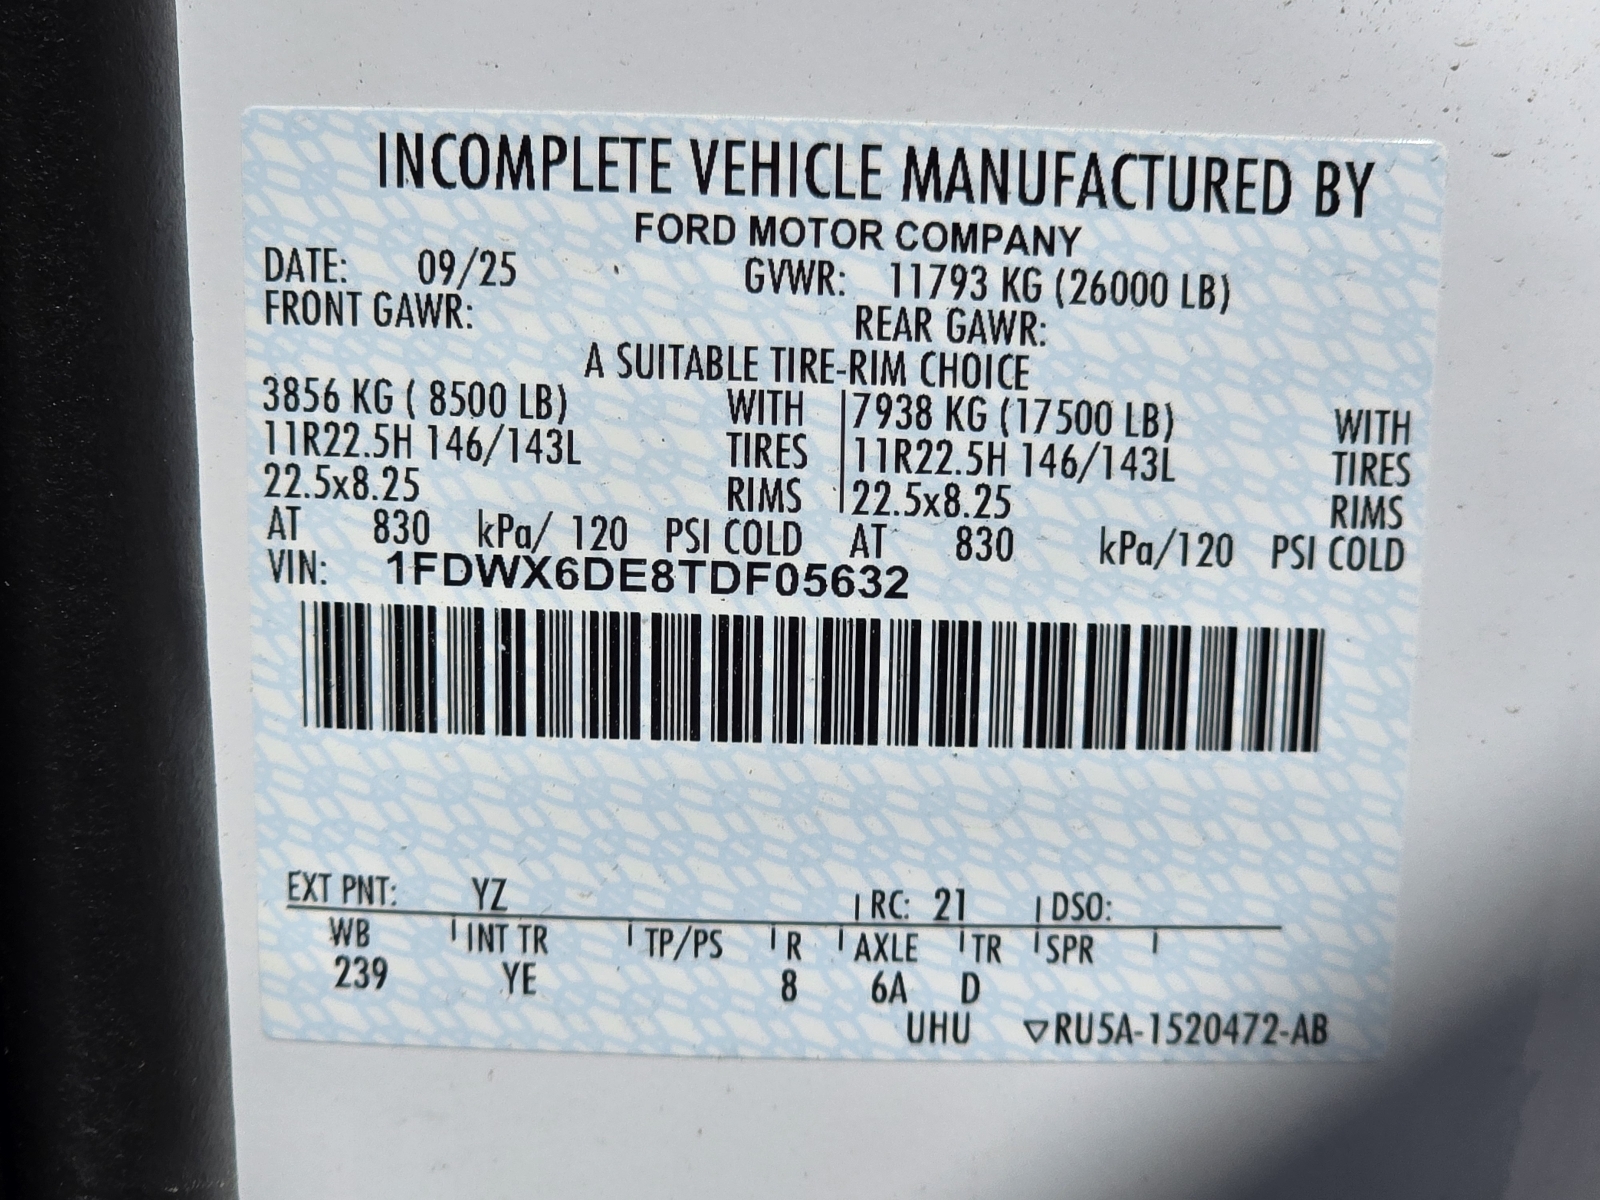 INCOMPLETE VEHICLE MANUFACTURED BY
FORD MOTOR COMPANY
DATE: 09/25 GVWR: 11793 KG (26000 LB)
FRONT GAWR: REAR GAWR:
A SUITABLE TIRE-RIM CHOICE
3856 KG ( 8500 LB) WITH 7938 KG (17500 LB) WITH
11R22.5H 146/143L TIRES 11R22.5H 146/143L TIRES
22.5x8.25 RIMS 22.5x8.25 RIMS
AT 830 kPa/ 120 PSI COLD AT 830 kPa/120 PSI COLD
VIN: 1FDWX6DE8TDF05632
EXT PNT: YZ RC: 21 DSO:
WB INT TR TP/PS R AXLE TR SPR
239 YE 8 6A D
UHU ▽RU5A-1520472-AB